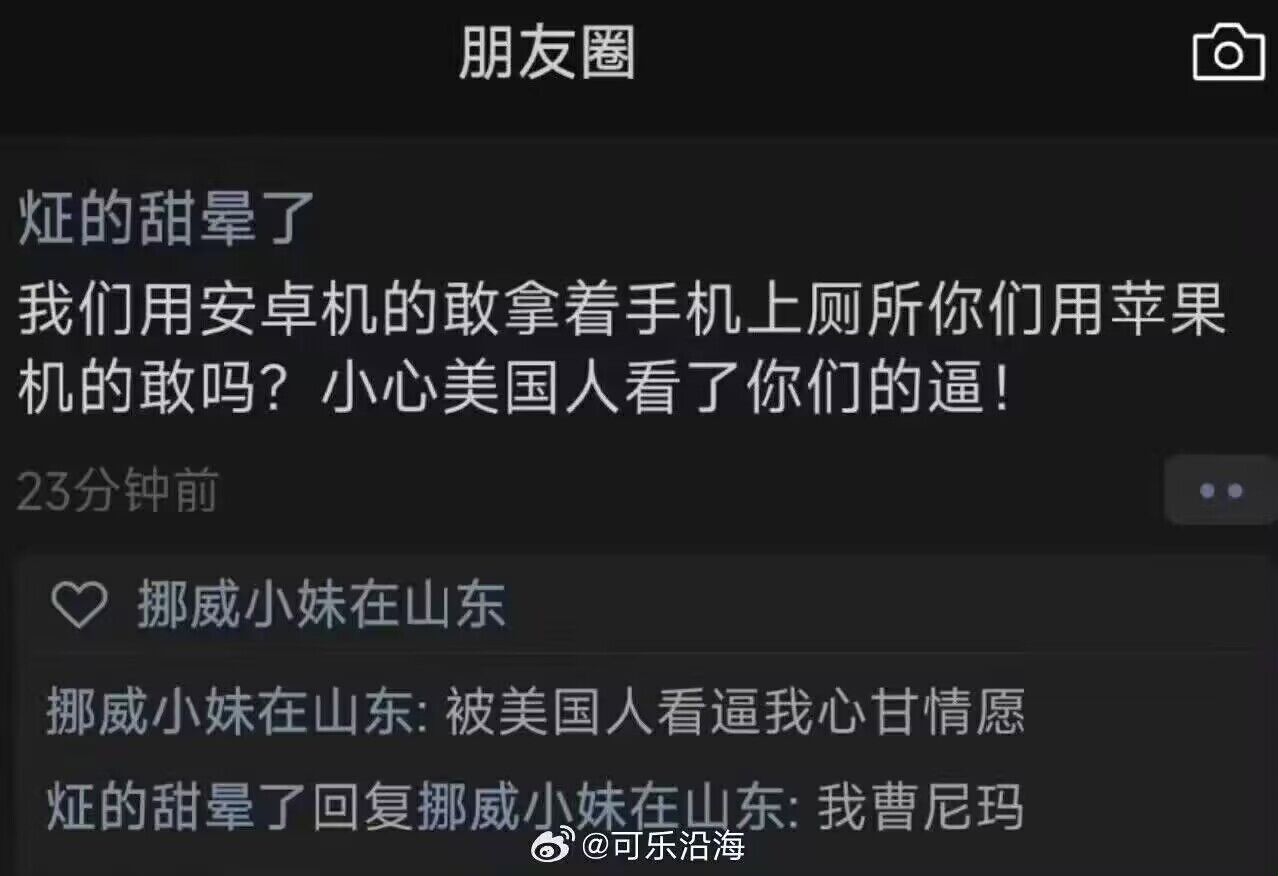 朋友圈
炡的甜晕了
我们用安卓机的敢拿着手机上厕所你们用苹果
机的敢吗？小心美国人看了你们的逼！
23分钟前
挪威小妹在山东
挪威小妹在山东: 被美国人看逼我心甘情愿
炡的甜晕了回复挪威小妹在山东: 我曹尼玛
@可乐沿海